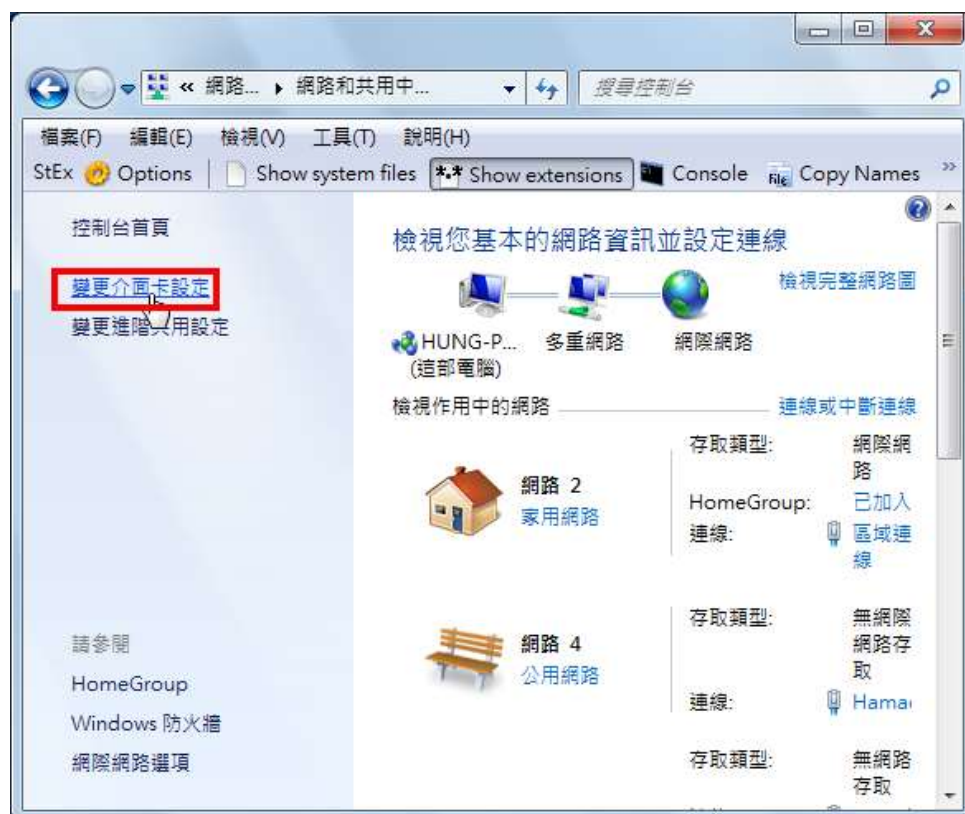 « 網路... ▸ 網路和共用中...
搜尋控制台
檔案(F) 編輯(E) 檢視(V) 工具(T) 說明(H)
StEx Options Show system files Show extensions Console Copy Names »
控制台首頁
變更介面卡設定
變更進階共用設定
請參閱
HomeGroup
Windows 防火牆
網際網路選項
檢視您基本的網路資訊並設定連線
檢視完整網路圖
HUNG-P...
(這部電腦)
多重網路
網際網路
檢視作用中的網路
連線或中斷連線
網路 2
家用網路
存取類型: 網際網
路
HomeGroup: 已加入
連線: 區域連
線
網路 4
公用網路
存取類型: 無網際
網路存
取
連線: Hama
存取類型: 無網路
存取